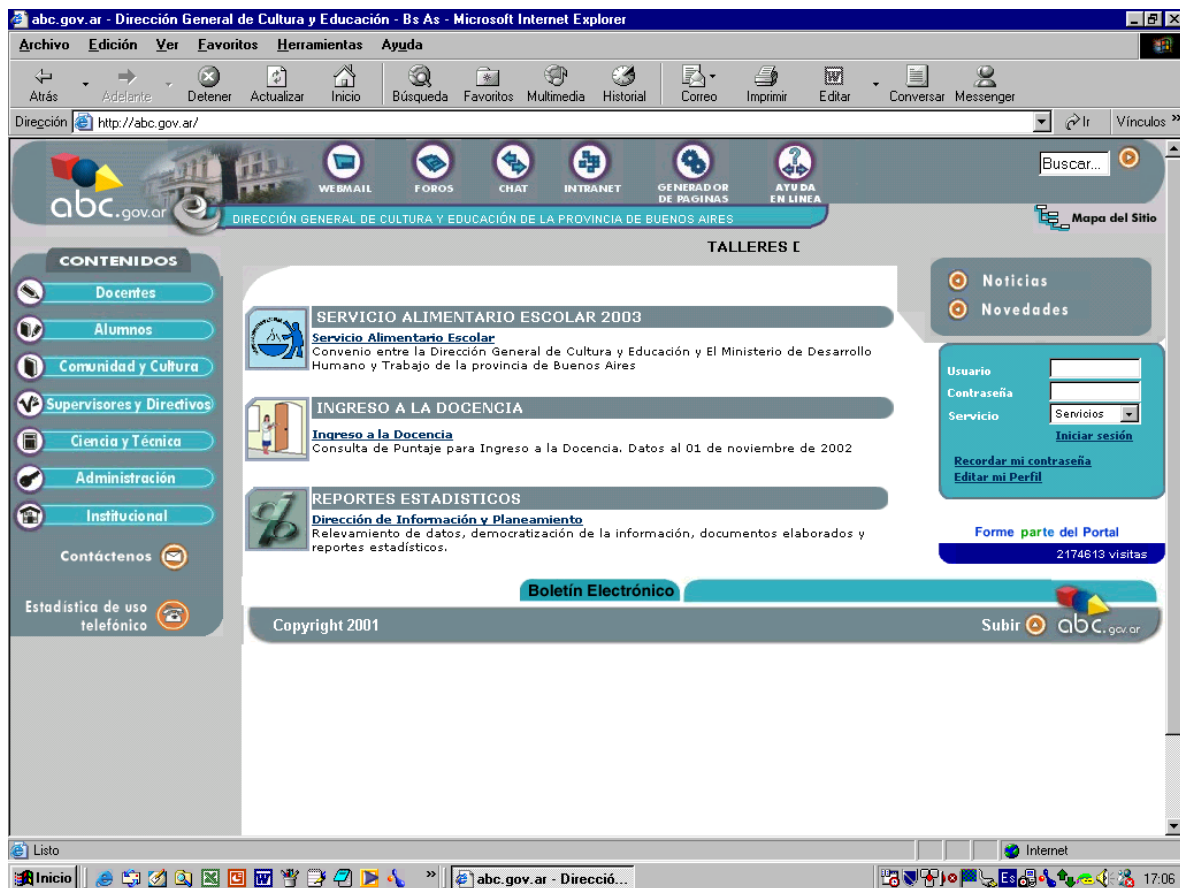 abc.gov.ar - Dirección General de Cultura y Educación - Bs As - Microsoft Internet Explorer
Archivo Edición Ver Favoritos Herramientas Ayuda
Atrás Adelante Detener Actualizar Inicio Búsqueda Favoritos Multimedia Historial Correo Imprimir Editar Conversar Messenger
Dirección http://abc.gov.ar/ Ir Vínculos »
abc.gov.ar
WEBMAIL FOROS CHAT INTRANET GENERADOR DE PAGINAS AYUDA EN LINEA
Buscar...
DIRECCIÓN GENERAL DE CULTURA Y EDUCACIÓN DE LA PROVINCIA DE BUENOS AIRES
Mapa del Sitio
TALLERES
CONTENIDOS
Docentes
Alumnos
Comunidad y Cultura
Supervisores y Directivos
Ciencia y Técnica
Administración
Institucional
Contáctenos
Estadística de uso
telefónico
SERVICIO ALIMENTARIO ESCOLAR 2003
Servicio Alimentario Escolar
Convenio entre la Dirección General de Cultura y Educación y El Ministerio de Desarrollo
Humano y Trabajo de la provincia de Buenos Aires
INGRESO A LA DOCENCIA
Ingreso a la Docencia
Consulta de Puntaje para Ingreso a la Docencia. Datos al 01 de noviembre de 2002
REPORTES ESTADISTICOS
Dirección de Información y Planeamiento
Relevamiento de datos, democratización de la información, documentos elaborados y
reportes estadísticos.
Noticias
Novedades
Usuario
Contraseña
Servicio Servicios
Iniciar sesión
Recordar mi contraseña
Editar mi Perfil
Forme parte del Portal
2174613 visitas
Boletín Electrónico
Copyright 2001
Subir
abc.gov.ar
Listo
Internet
Inicio
» abc.gov.ar - Direcció...
Es
17:06